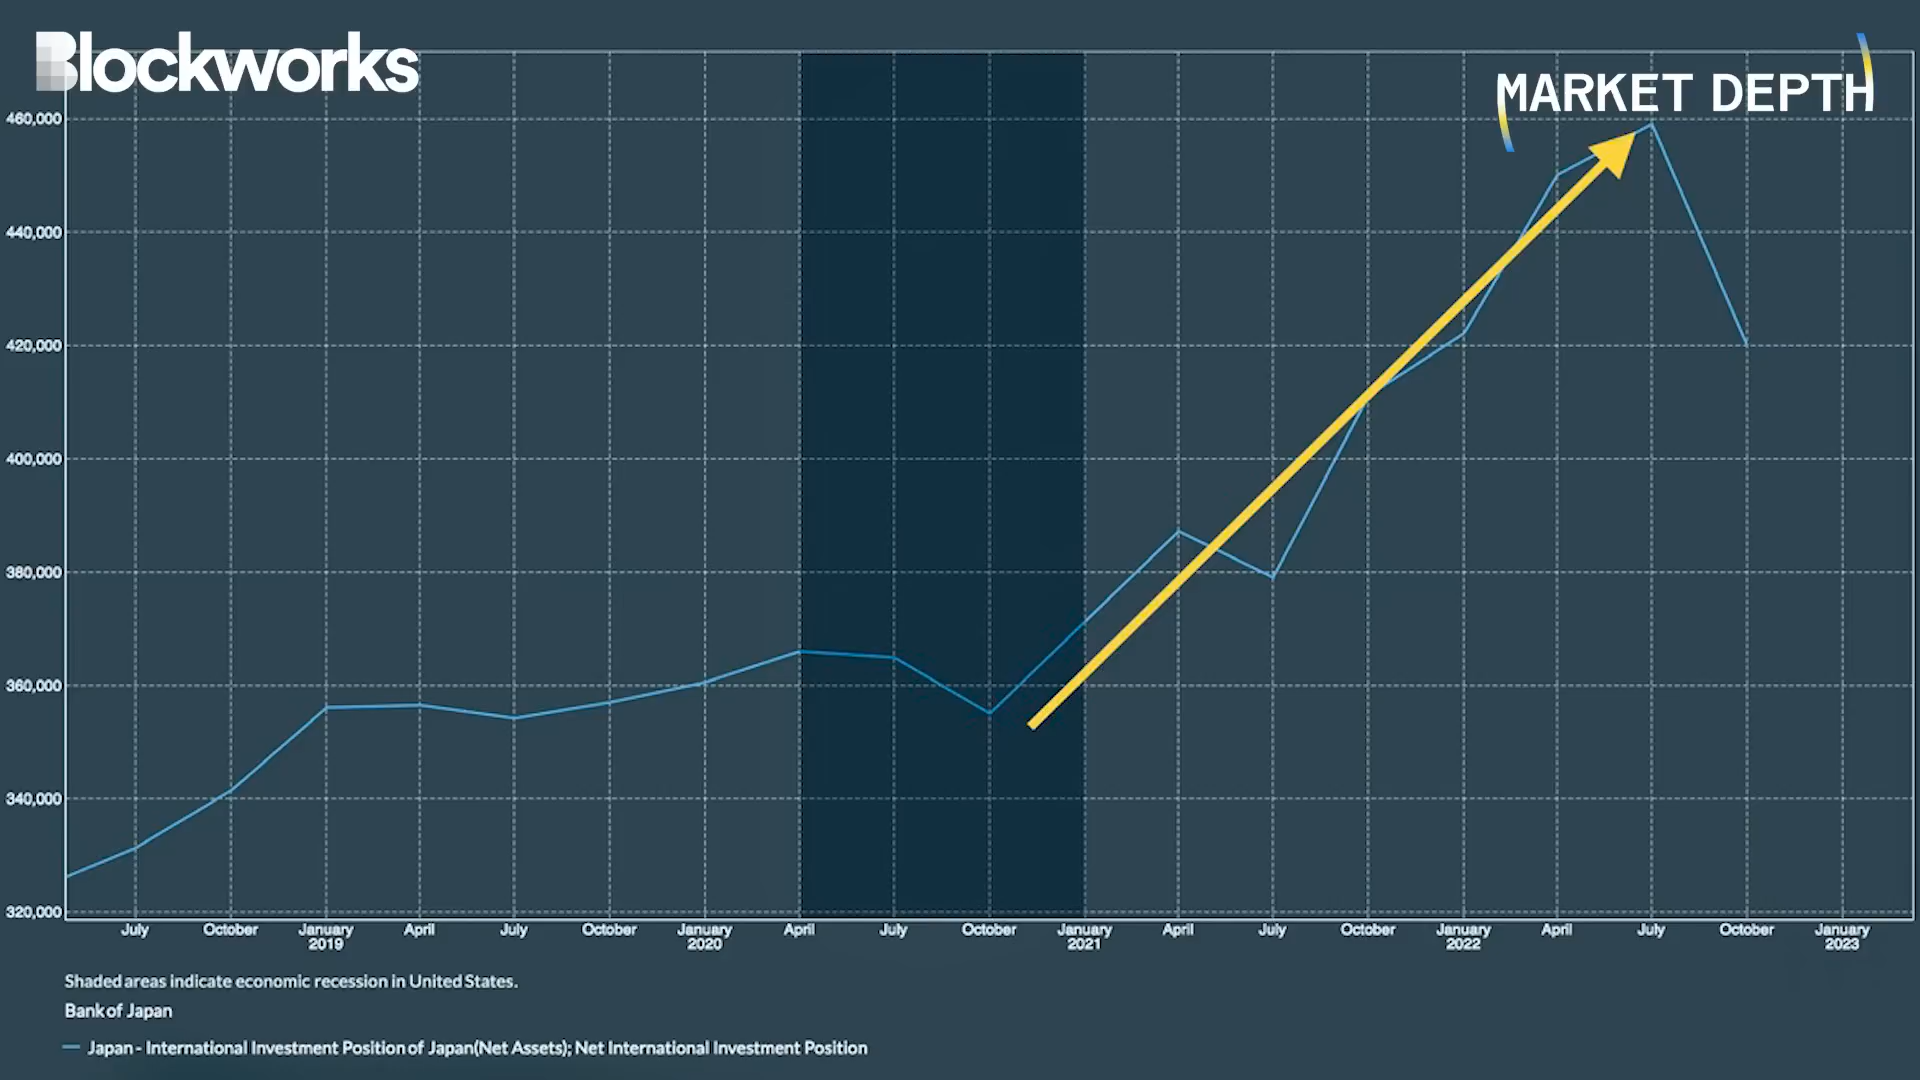 Blockworks
MARKET DEPTH
460,000
440,000
420,000
400,000
380,000
360,000
340,000
320,000
July October January April July October January April July October January April July October January April July October January
2019 2020 2021 2022 2023
Shaded areas indicate economic recession in United States.
Bank of Japan
Japan - International Investment Position of Japan(Net Assets); Net International Investment Position